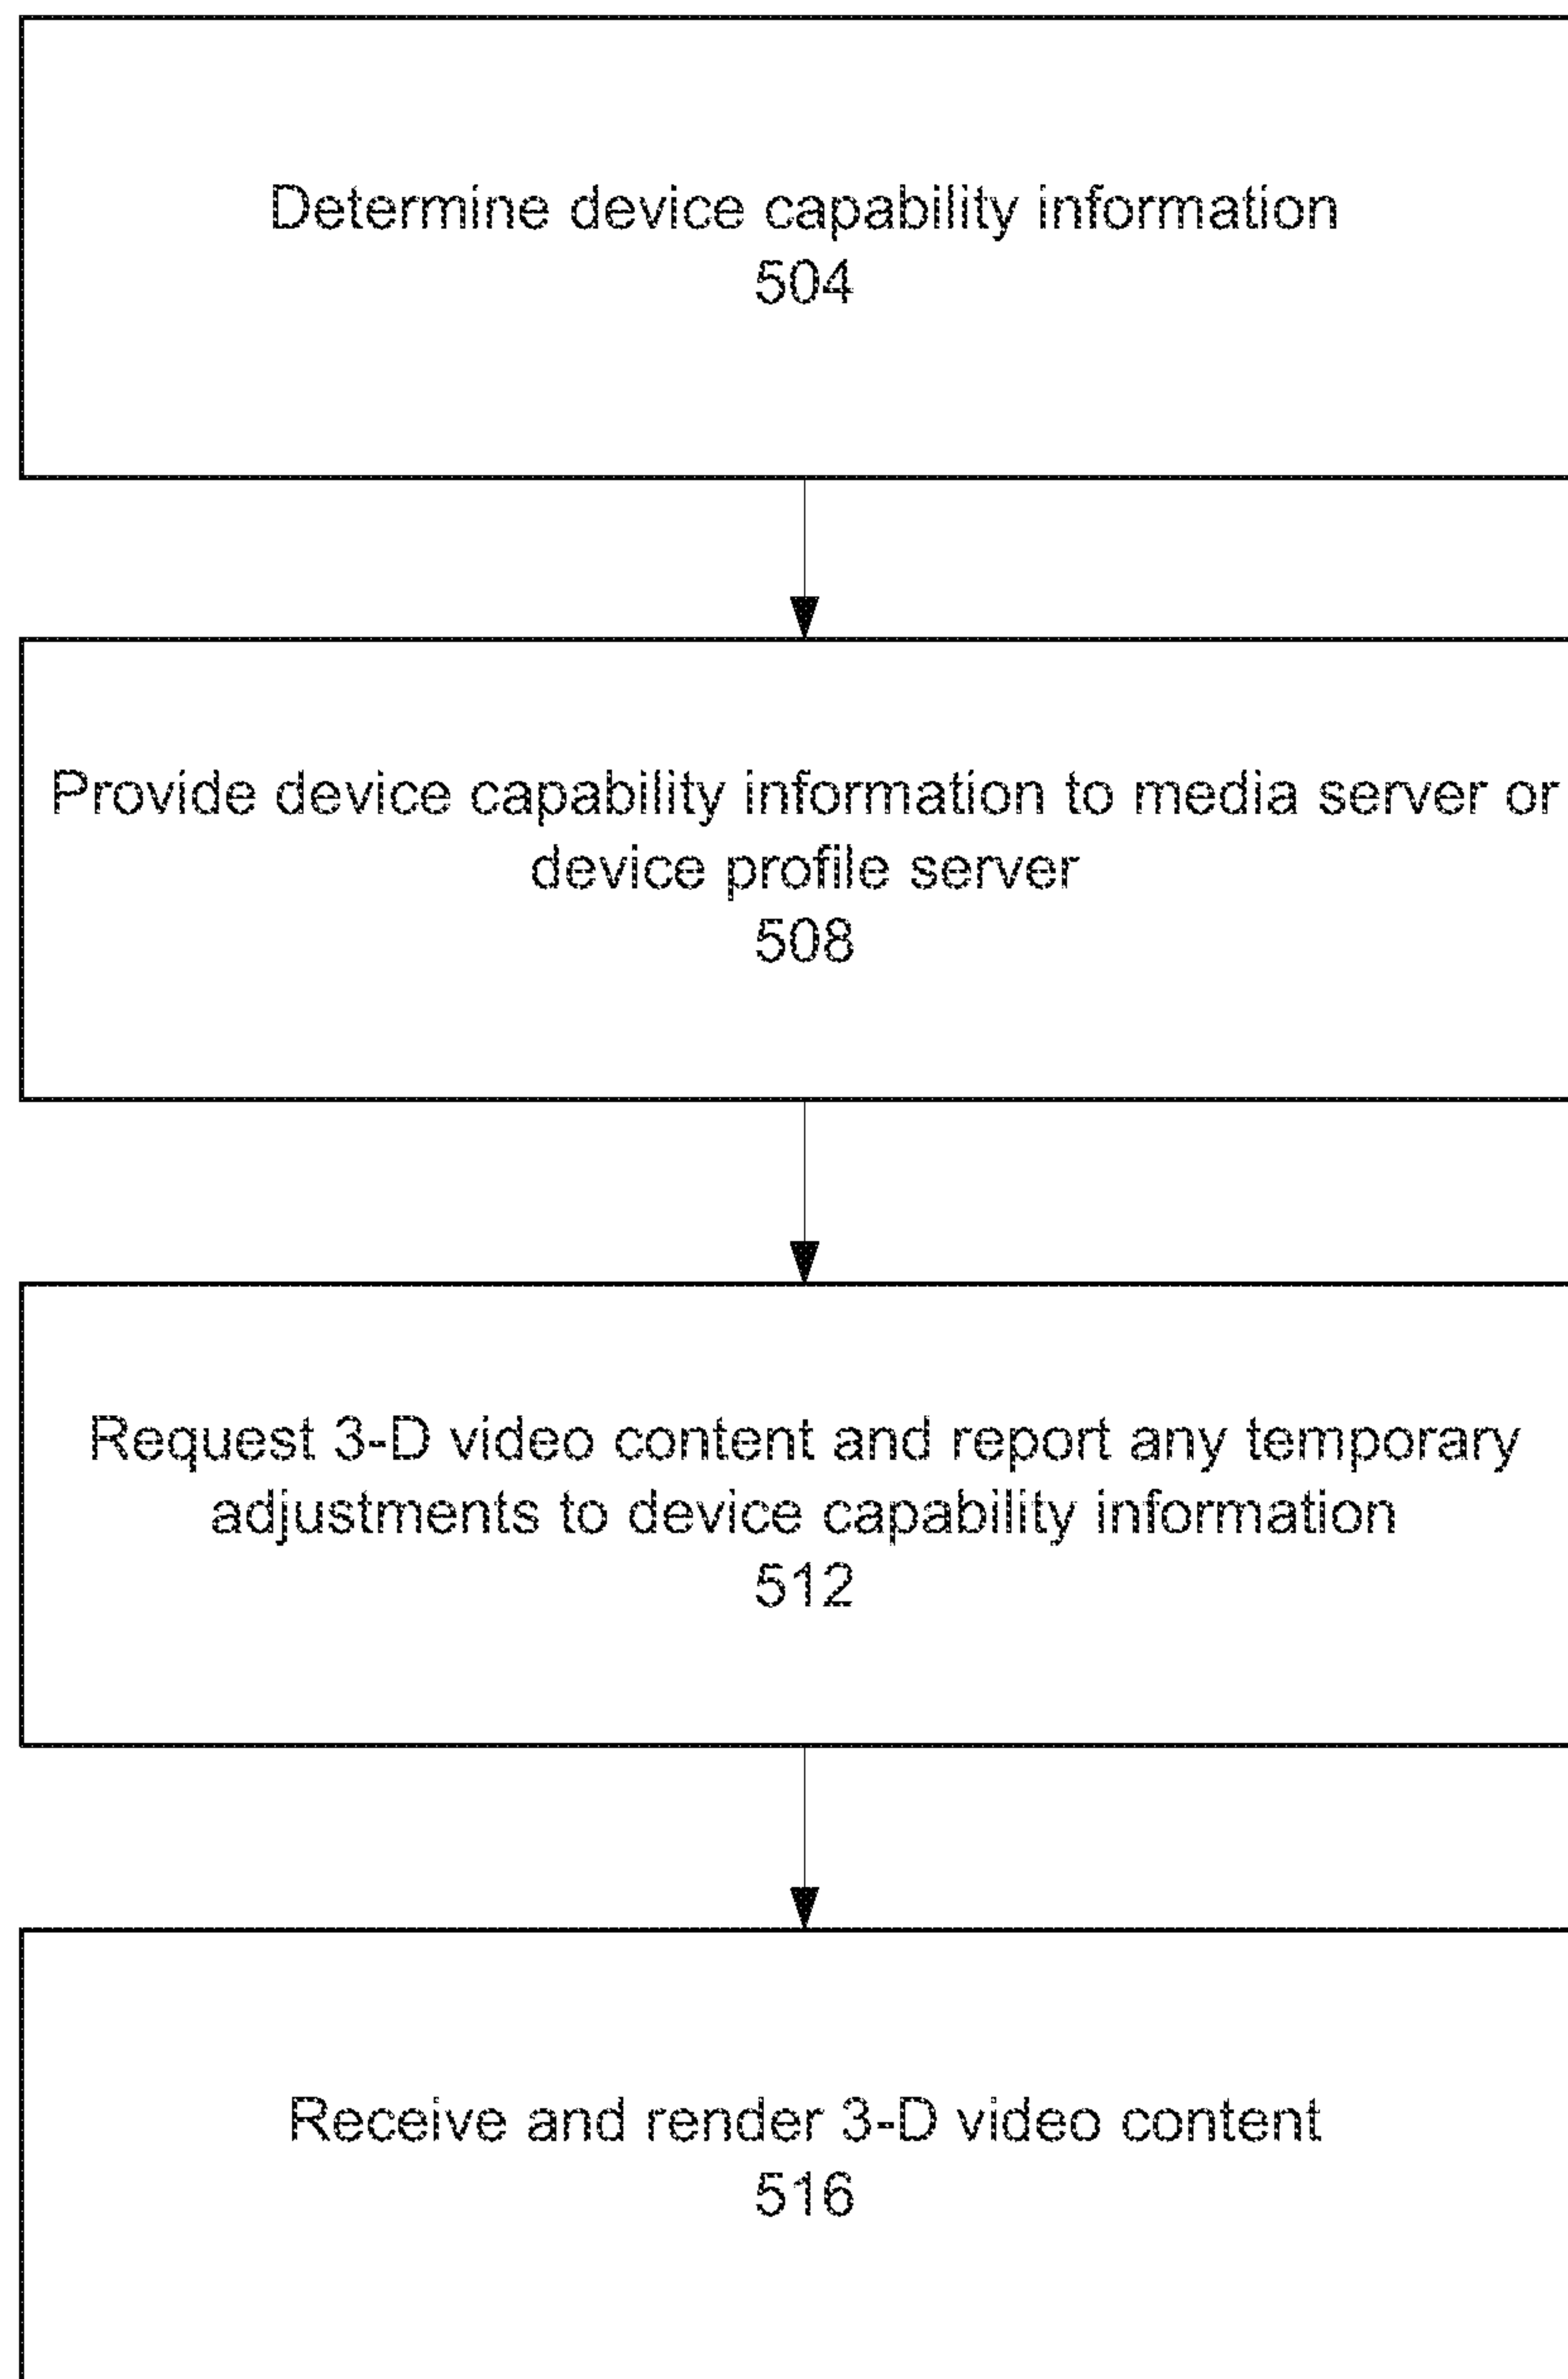 Determine device capability information
504
Provide device capability information to media server or
device profile server
508
Request 3-D video content and report any temporary
adjustments to device capability information
512
Receive and render 3-D video content
516